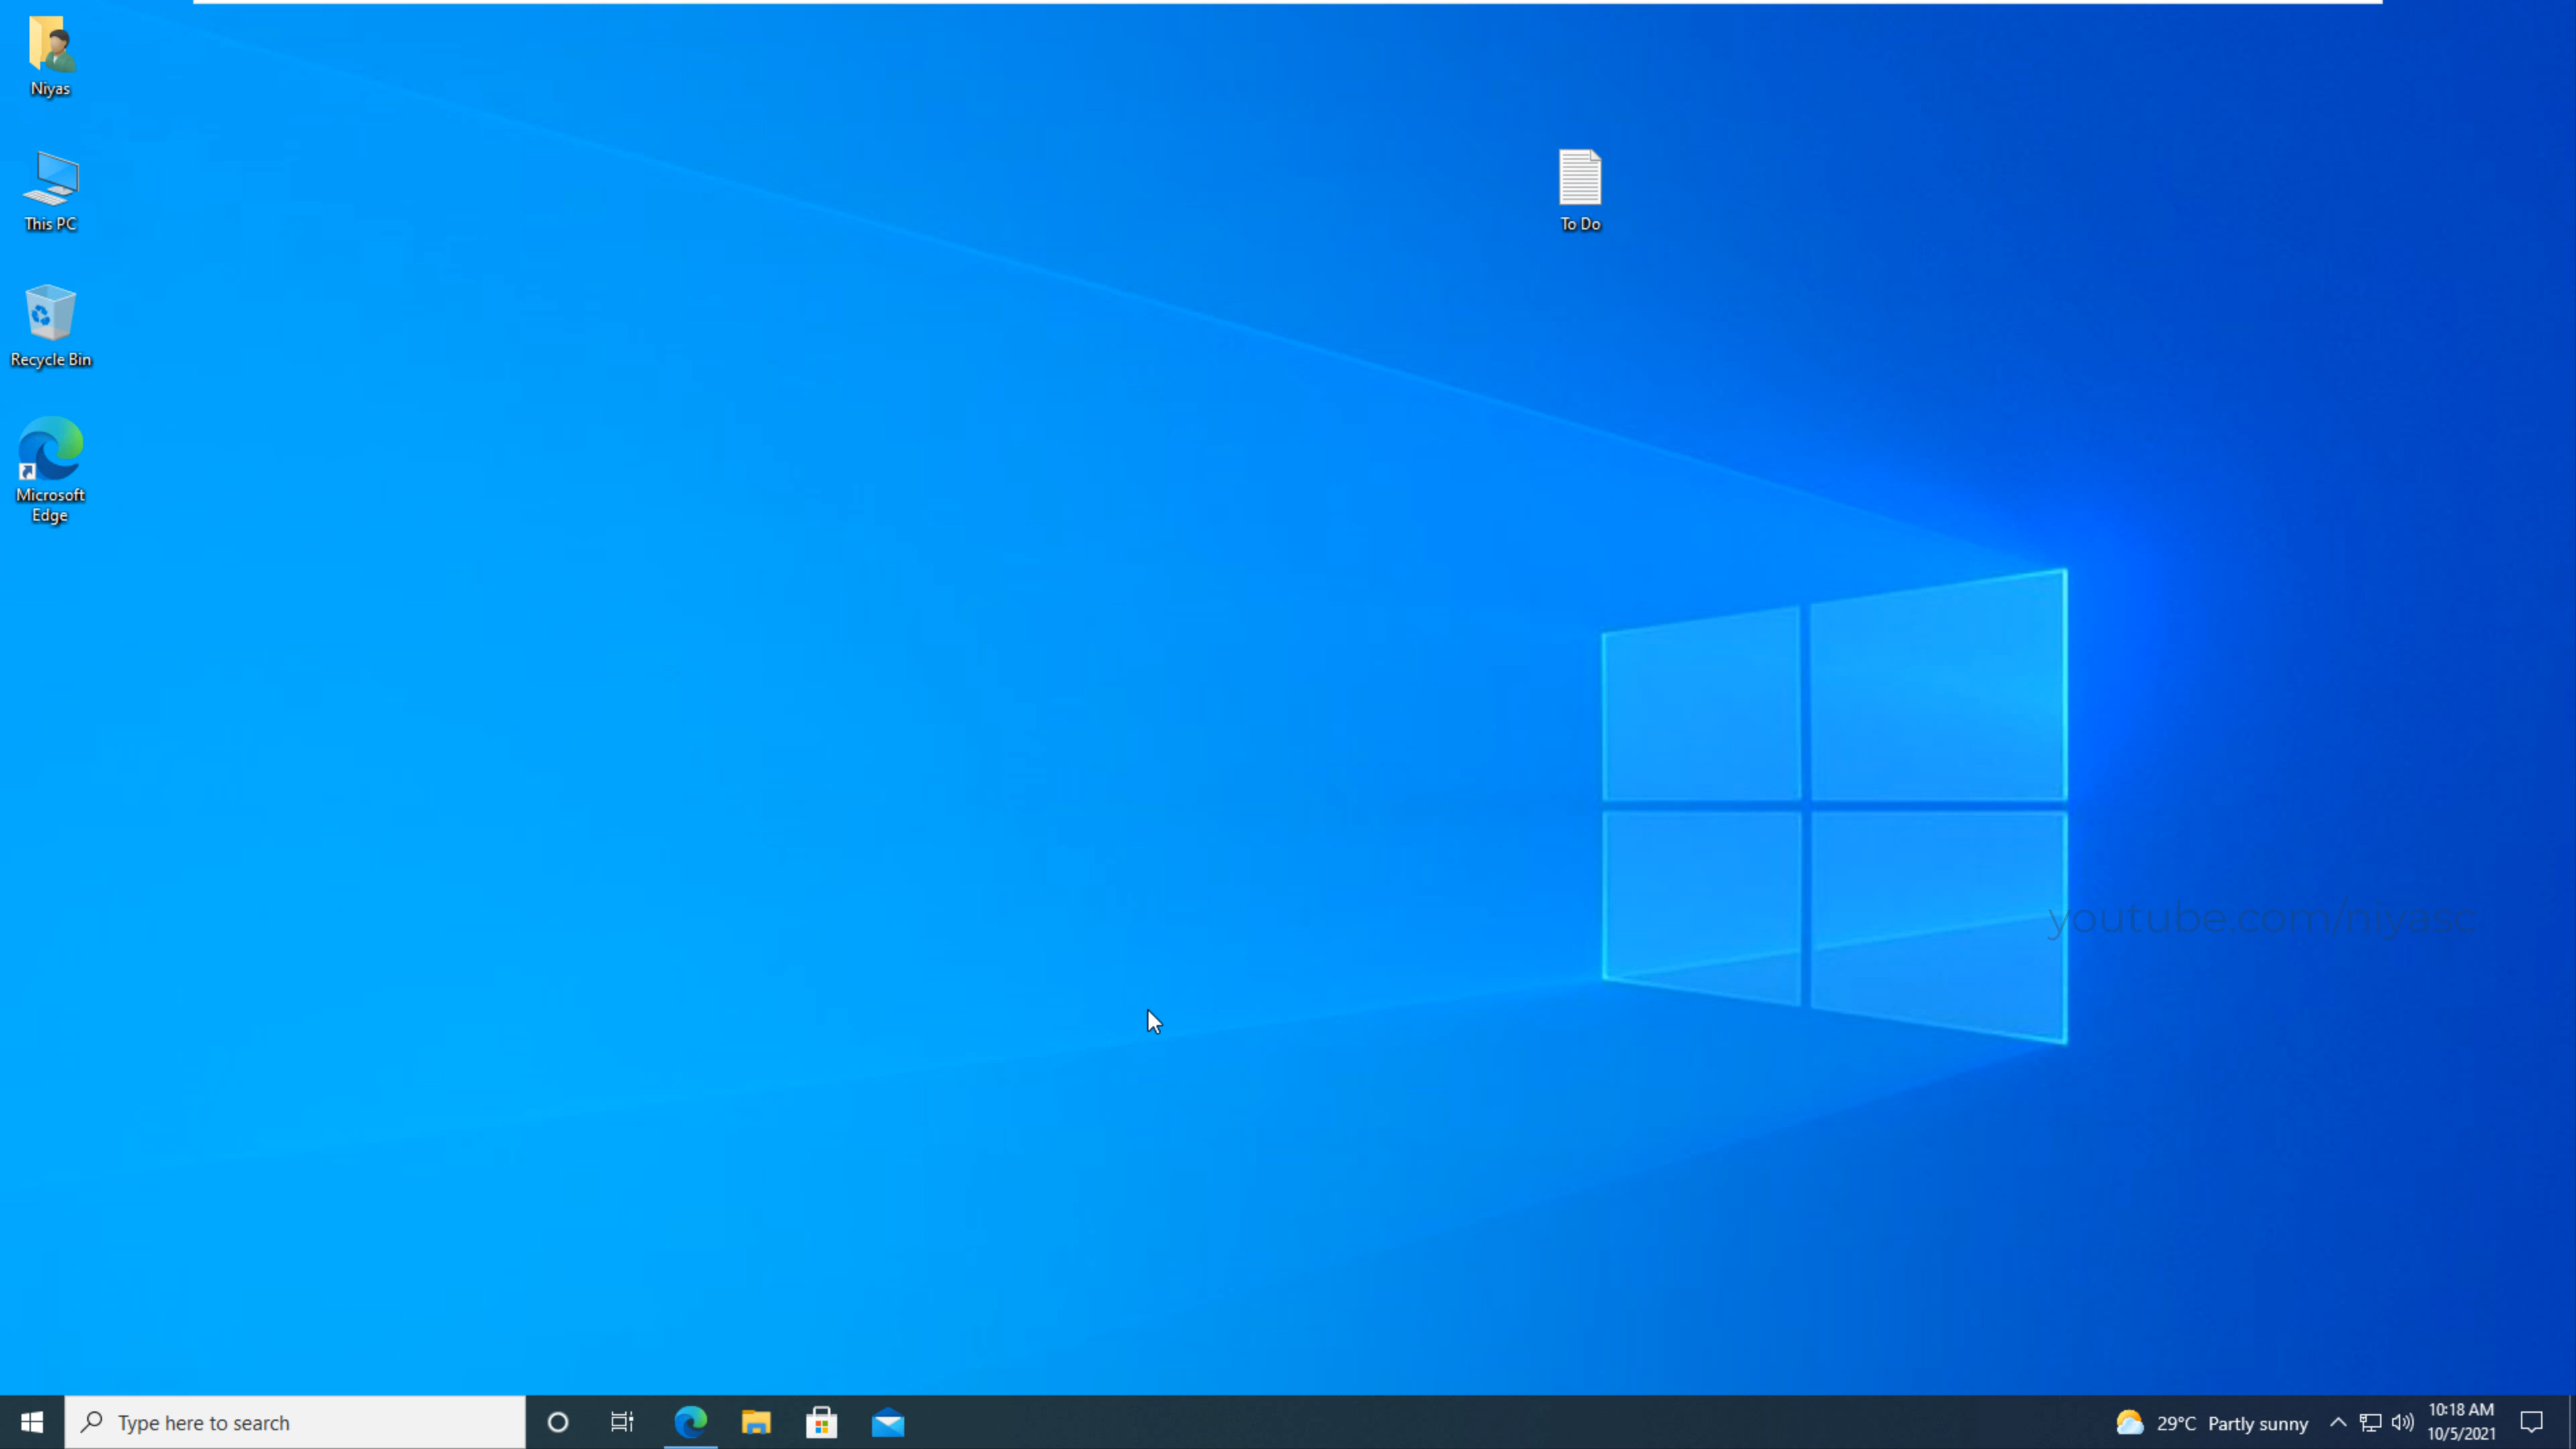 Niyas
This PC
To Do
Recycle Bin
Microsoft
Edge
youtube.com/niyasc
Type here to search
29°C Partly sunny
10:18 AM
10/5/2021